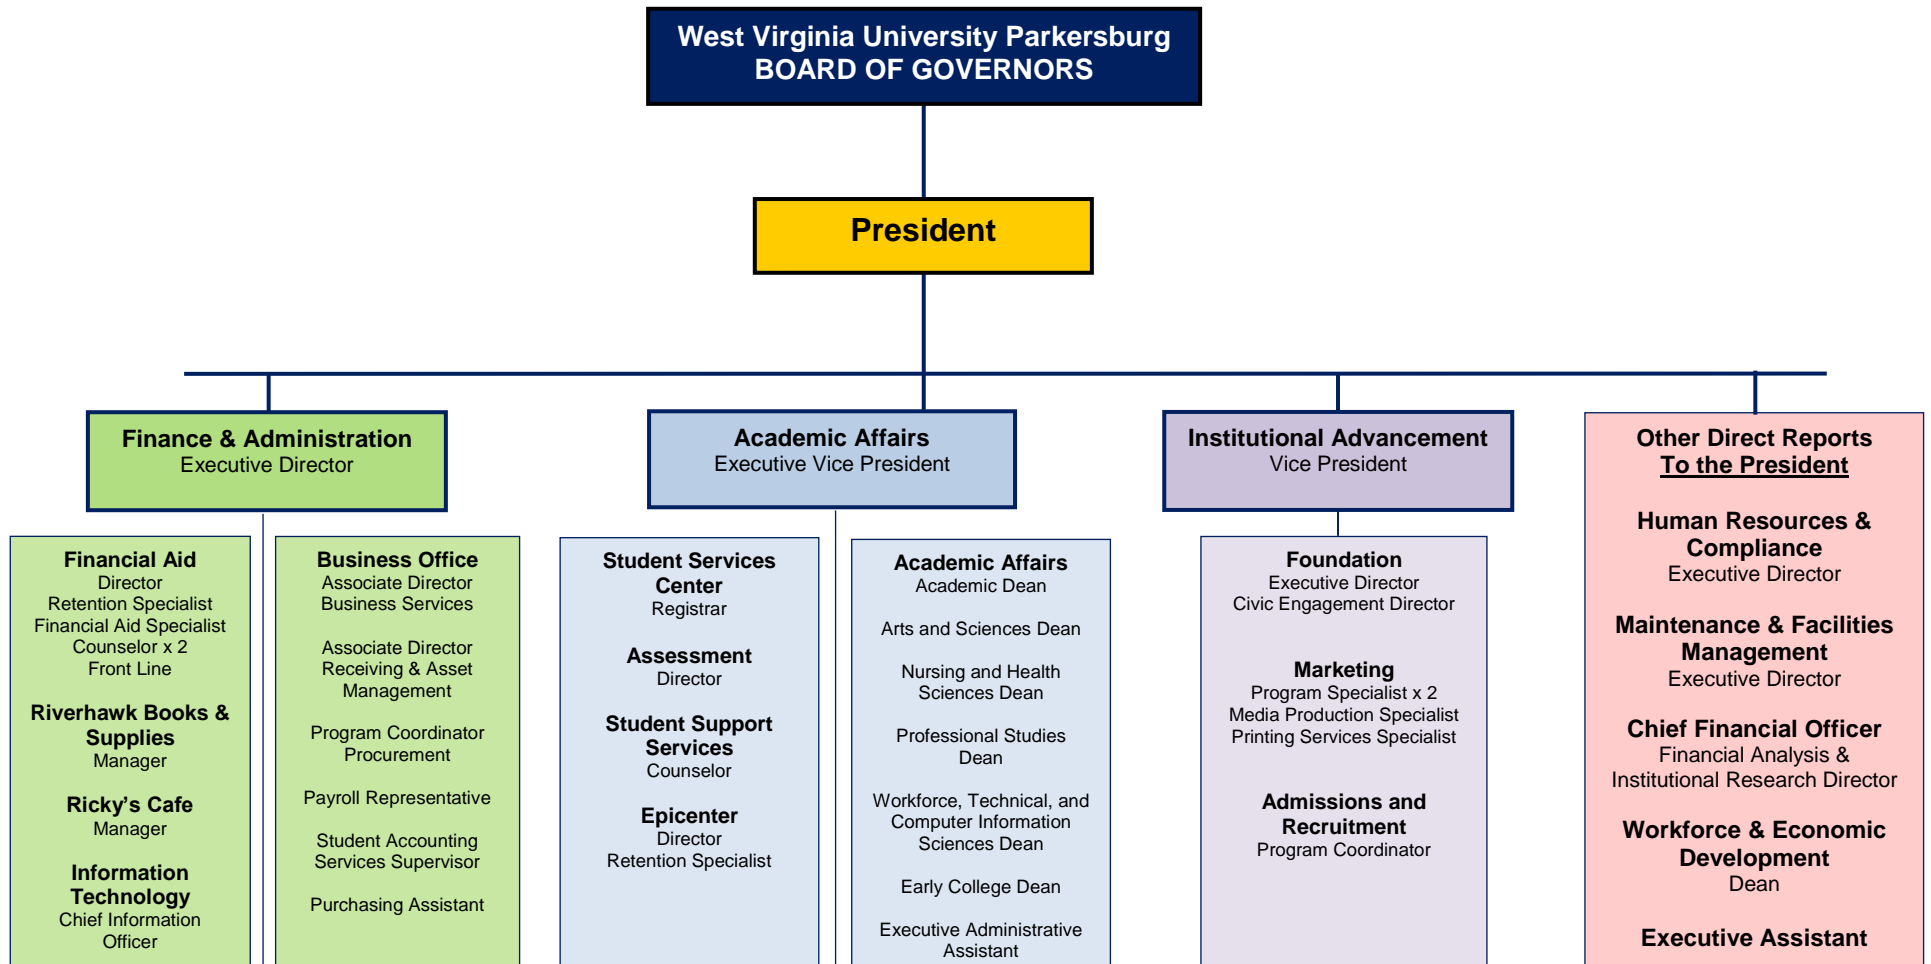 West Virginia University Parkersburg
BOARD OF GOVERNORS
President
Finance & Administration
Executive Director
Academic Affairs
Executive Vice President
Institutional Advancement
Vice President
Other Direct Reports
To the President
Human Resources &
Compliance
Executive Director
Maintenance & Facilities
Management
Executive Director
Chief Financial Officer
Financial Analysis &
Institutional Research Director
Workforce & Economic
Development
Dean
Executive Assistant
Financial Aid
Director
Retention Specialist
Financial Aid Specialist
Counselor x 2
Front Line
Riverhawk Books &
Supplies
Manager
Ricky's Cafe
Manager
Information
Technology
Chief Information
Officer
Business Office
Associate Director
Business Services
Associate Director
Receiving & Asset
Management
Program Coordinator
Procurement
Payroll Representative
Student Accounting
Services Supervisor
Purchasing Assistant
Student Services
Center
Registrar
Assessment
Director
Student Support
Services
Counselor
Epicenter
Director
Retention Specialist
Academic Affairs
Academic Dean
Arts and Sciences Dean
Nursing and Health
Sciences Dean
Professional Studies
Dean
Workforce, Technical, and
Computer Information
Sciences Dean
Early College Dean
Executive Administrative
Assistant
Foundation
Executive Director
Civic Engagement Director
Marketing
Program Specialist x 2
Media Production Specialist
Printing Services Specialist
Admissions and
Recruitment
Program Coordinator